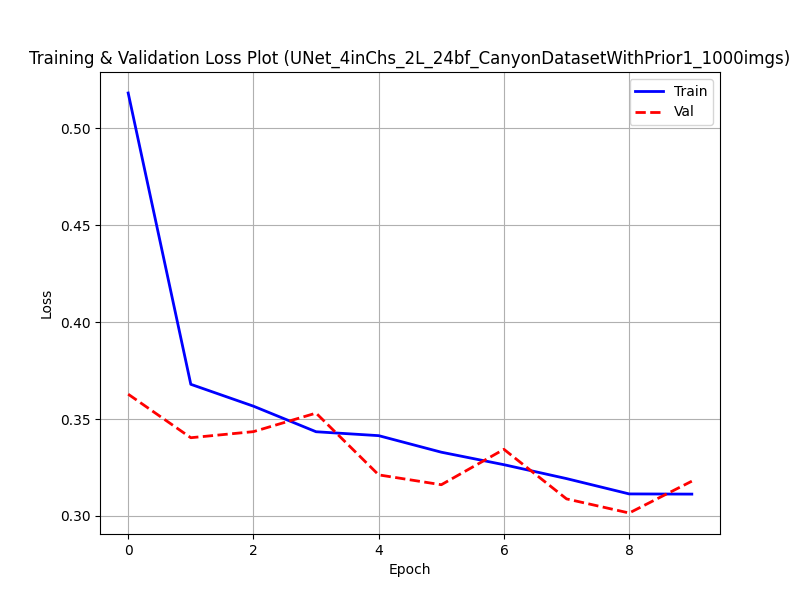 Training & Validation Loss Plot (UNet_4inChs_2L_24bf_CanyonDatasetWithPrior1_1000imgs)
Train
Val
0.50
0.45
0.40
0.35
0.30
Loss
0 2 4 6 8
Epoch